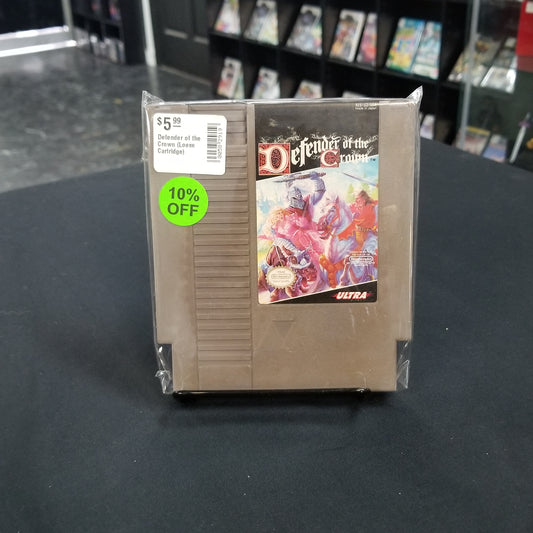 $5.99
Defender of the
Crown (Loose
Cartridge)
10%
OFF
Defender of the
Crown
ULTRA